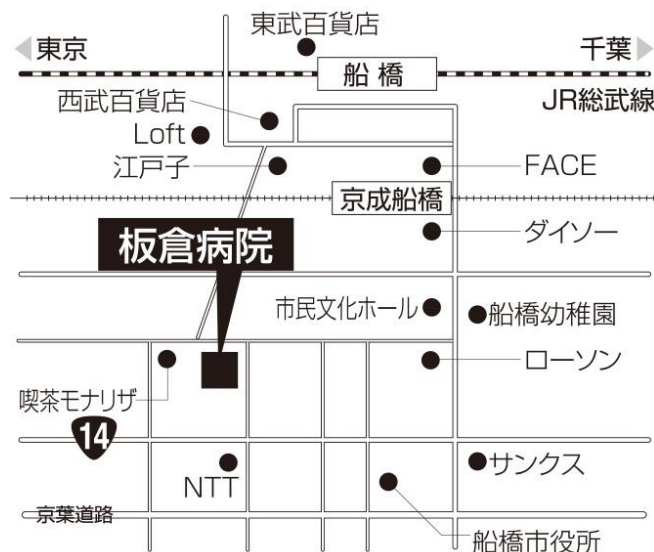 東武百貨店
東京
千葉
船橋
JR総武線
西武百貨店
Loft
江戸子
FACE
京成船橋
ダイソー
板倉病院
市民文化ホール
船橋幼稚園
ローソン
喫茶モナリザ
14
NTT
サンクス
京葉道路
船橋市役所